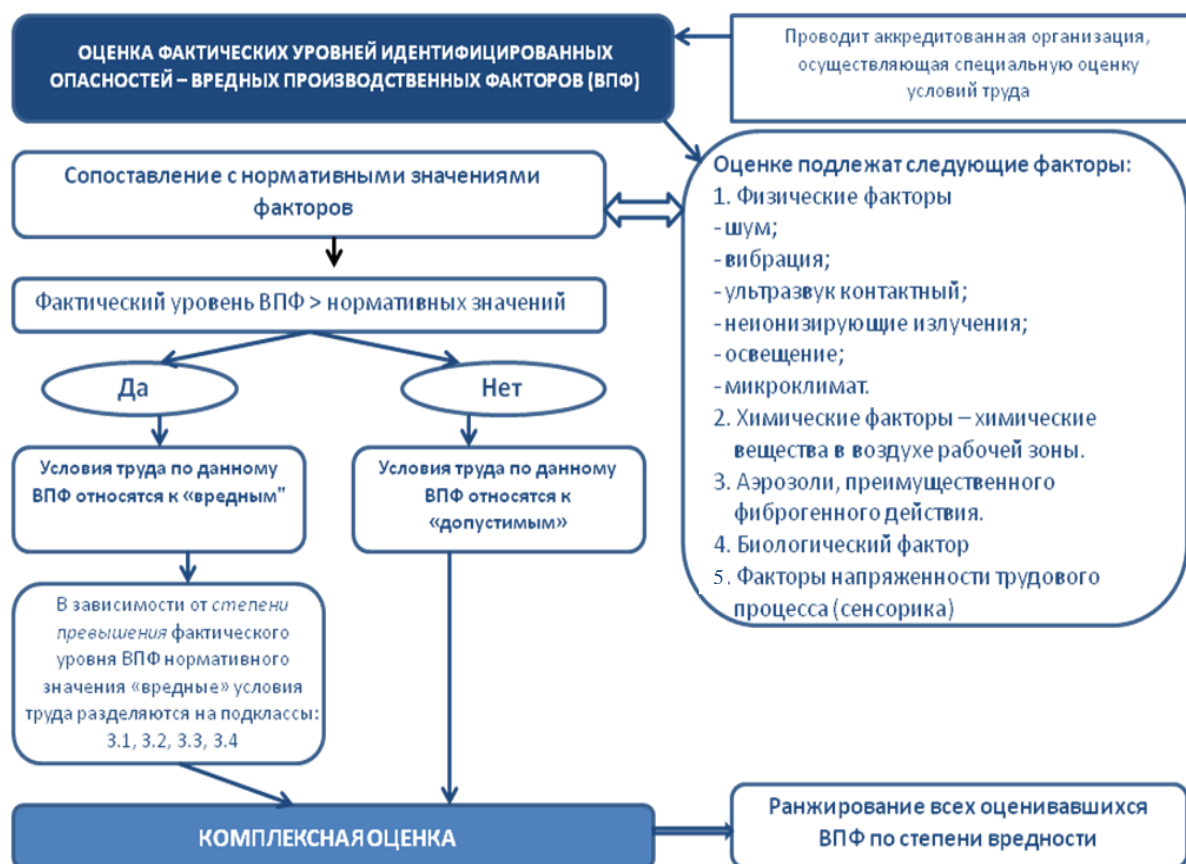 ОЦЕНКА ФАКТИЧЕСКИХ УРОВНЕЙ ИДЕНТИФИЦИРОВАННЫХ
ОПАСНОСТЕЙ – ВРЕДНЫХ ПРОИЗВОДСТВЕННЫХ ФАКТОРОВ (ВПФ)
Проводит аккредитованная организация,
осуществляющая специальную оценку
условий труда
Сопоставление с нормативными значениями
факторов
Оценке подлежат следующие факторы:
1. Физические факторы
- шум;
- вибрация;
- ультразвук контактный;
- неионизирующие излучения;
- освещение;
- микроклимат.
2. Химические факторы – химические
вещества в воздухе рабочей зоны.
3. Аэрозоли, преимущественного
фиброгенного действия.
4. Биологический фактор
5. Факторы напряженности трудового
процесса (сенсорика)
Фактический уровень ВПФ > нормативных значений
Да
Нет
Условия труда по данному
ВПФ относятся к «вредным"
Условия труда по данному
ВПФ относятся к
«допустимым»
В зависимости от степени
превышения фактического
уровня ВПФ нормативного
значения «вредные» условия
труда разделяются на подклассы:
3.1, 3.2, 3.3, 3.4
КОМПЛЕКСНАЯ ОЦЕНКА
Ранжирование всех оценивавшихся
ВПФ по степени вредности